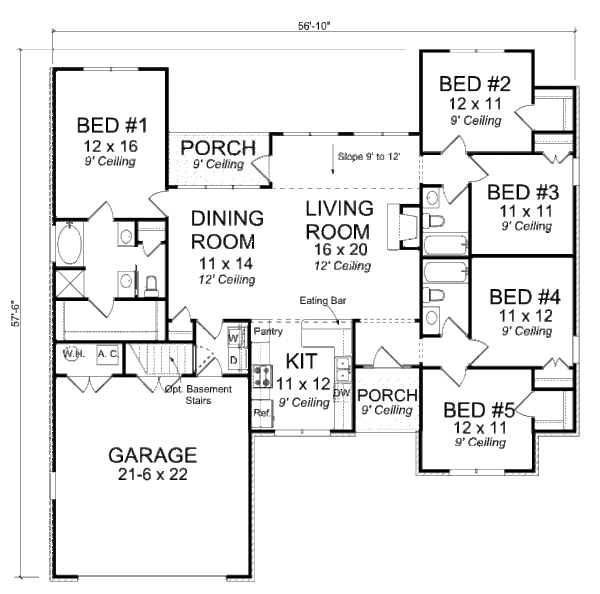 56'-10"
57'-6"
BED #1
12 x 16
9' Ceiling
PORCH
9' Ceiling
Slope 9' to 12'
BED #2
12 x 11
9' Ceiling
BED #3
11 x 11
9' Ceiling
DINING
ROOM
11 x 14
12' Ceiling
LIVING
ROOM
16 x 20
12' Ceiling
BED #4
11 x 12
9' Ceiling
Eating Bar
Pantry
W
D
KIT
11 x 12
9' Ceiling
DW
Ref.
W.H.
A.C.
Opt. Basement
Stairs
PORCH
9' Ceiling
BED #5
12 x 11
9' Ceiling
GARAGE
21-6 x 22